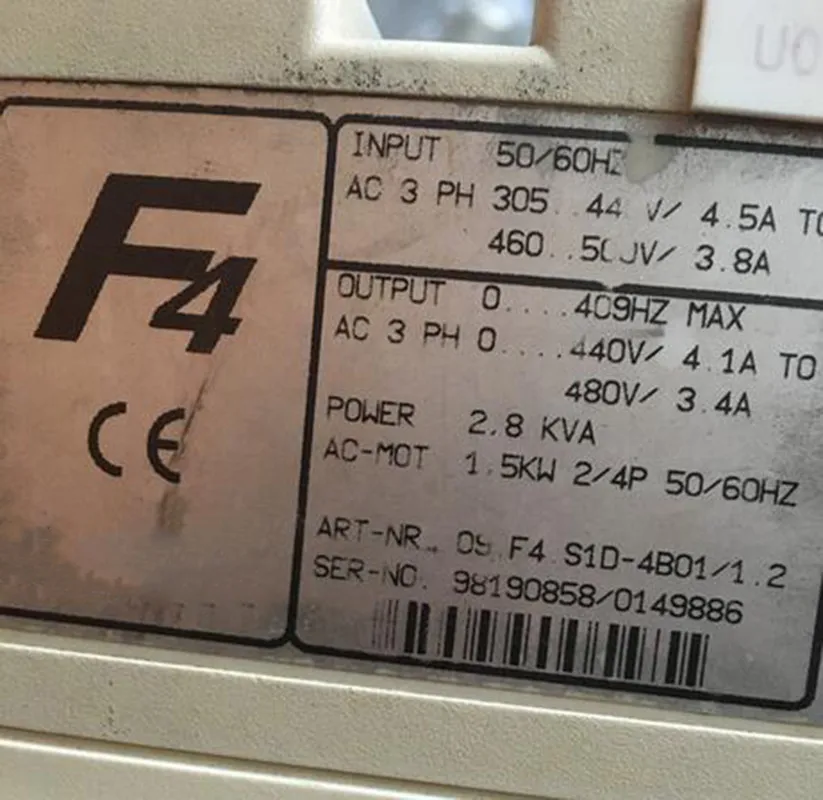 U0
F4
CE
INPUT 50/60HZ
AC 3 PH 305..44 V/ 4.5A TO
460..500V/ 3.8A
OUTPUT 0....409HZ MAX
AC 3 PH 0....440V/ 4.1A TO
480V/ 3.4A
POWER 2.8 KVA
AC-MOT 1.5KW 2/4P 50/60HZ
ART-NR. 09.F4.S1D-4B01/1.2
SER-NO. 98190858/0149886